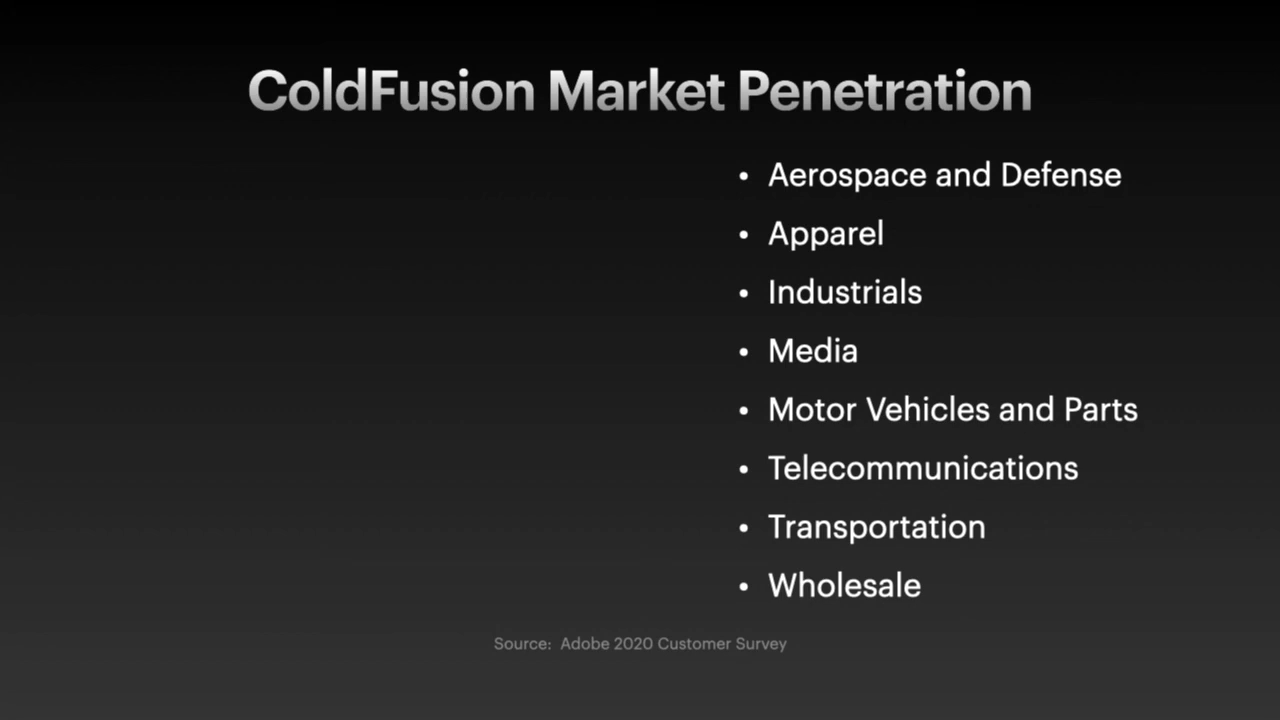 ColdFusion Market Penetration
• Aerospace and Defense
• Apparel
• Industrials
• Media
• Motor Vehicles and Parts
• Telecommunications
• Transportation
• Wholesale
Source: Adobe 2020 Customer Survey